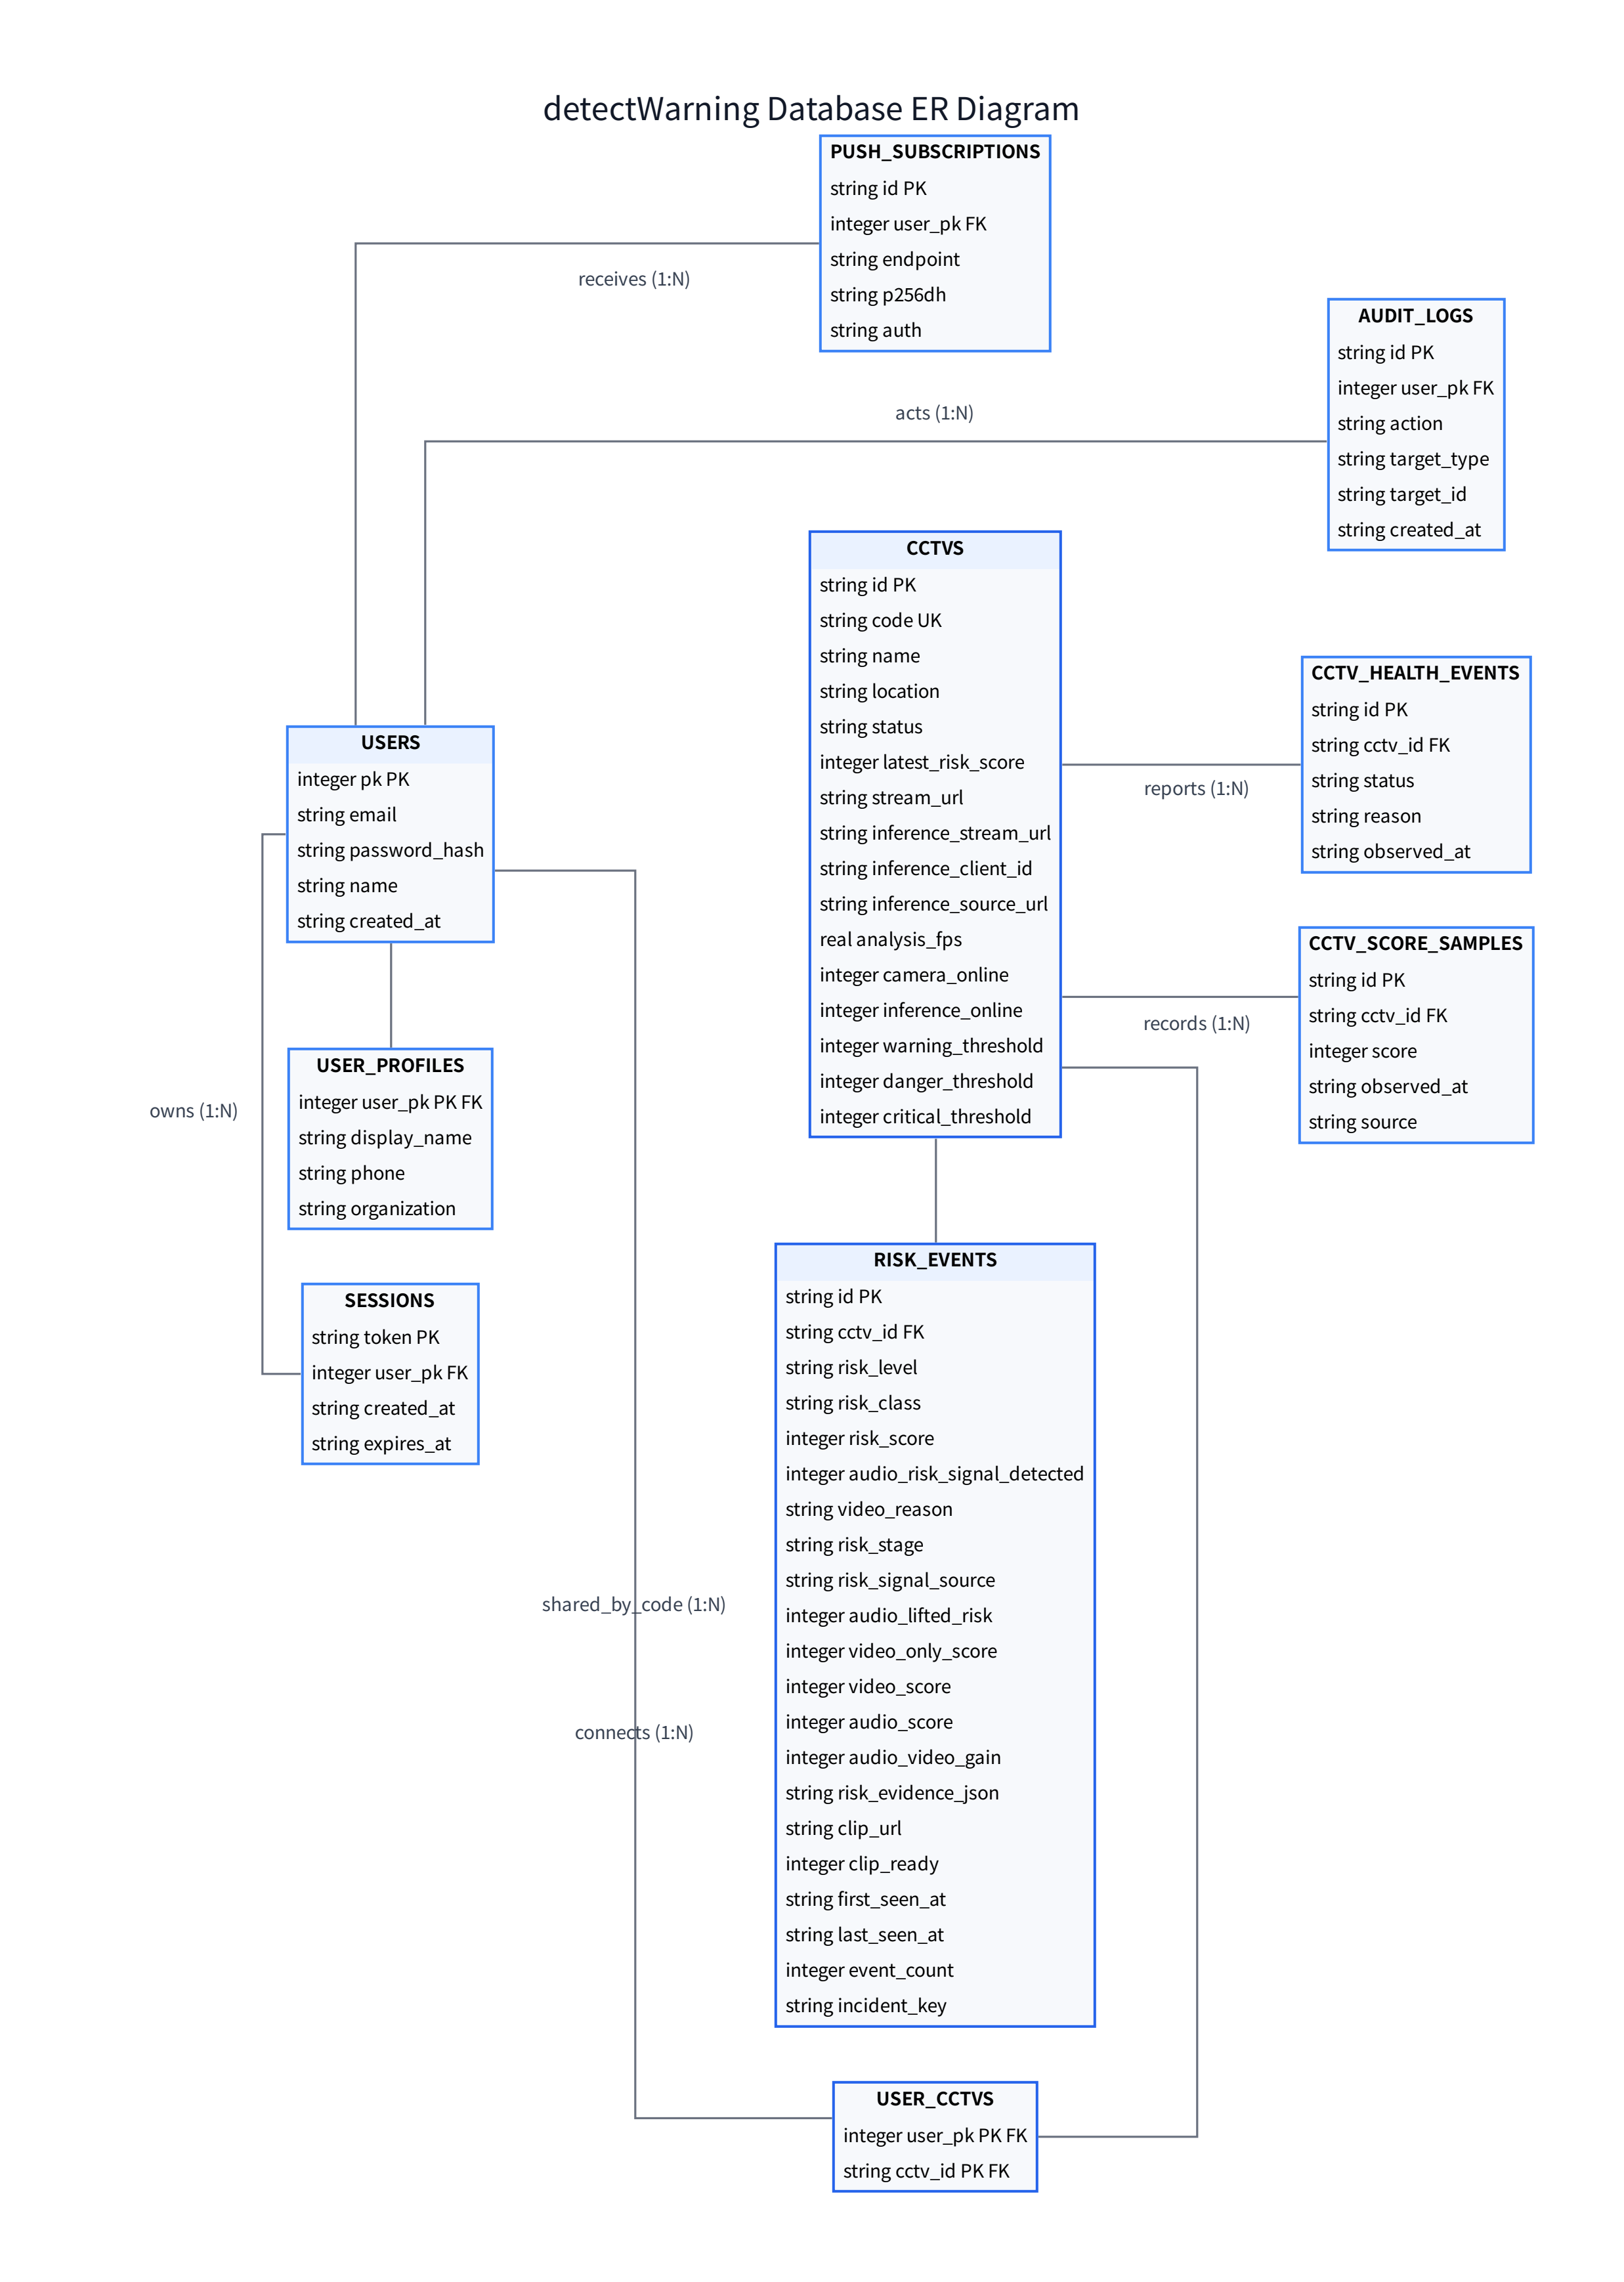 detectWarning Database ER Diagram
PUSH_SUBSCRIPTIONS
string id PK
integer user_pk FK
string endpoint
string p256dh
string auth
receives (1:N)
AUDIT_LOGS
string id PK
integer user_pk FK
string action
string target_type
string target_id
string created_at
acts (1:N)
CCTVS
string id PK
string code UK
string name
string location
string status
integer latest_risk_score
string stream_url
string inference_stream_url
string inference_client_id
string inference_source_url
real analysis_fps
integer camera_online
integer inference_online
integer warning_threshold
integer danger_threshold
integer critical_threshold
CCTV_HEALTH_EVENTS
string id PK
string cctv_id FK
string status
string reason
string observed_at
reports (1:N)
USERS
integer pk PK
string email
string password_hash
string name
string created_at
CCTV_SCORE_SAMPLES
string id PK
string cctv_id FK
integer score
string observed_at
string source
records (1:N)
USER_PROFILES
integer user_pk PK FK
string display_name
string phone
string organization
owns (1:N)
SESSIONS
string token PK
integer user_pk FK
string created_at
string expires_at
RISK_EVENTS
string id PK
string cctv_id FK
string risk_level
string risk_class
integer risk_score
integer audio_risk_signal_detected
string video_reason
string risk_stage
string risk_signal_source
integer audio_lifted_risk
integer video_only_score
integer video_score
integer audio_score
integer audio_video_gain
string risk_evidence_json
string clip_url
integer clip_ready
string first_seen_at
string last_seen_at
integer event_count
string incident_key
shared_by_code (1:N)
connects (1:N)
USER_CCTVS
integer user_pk PK FK
string cctv_id PK FK